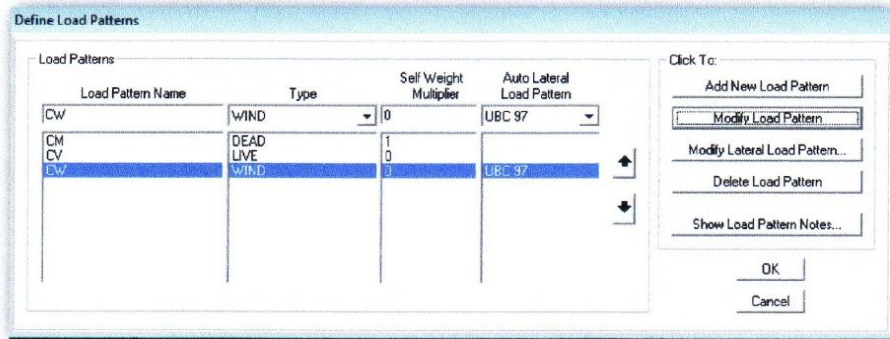 Define Load Patterns
Load Patterns
Click To:
Load Pattern Name Type Self Weight Multiplier Auto Lateral Load Pattern
CW WIND 0 UBC 97
CM DEAD 1
CV LIVE 0
CW WIND 0 UBC 97
Add New Load Pattern
Modify Load Pattern
Modify Lateral Load Pattern...
Delete Load Pattern
Show Load Pattern Notes...
OK
Cancel